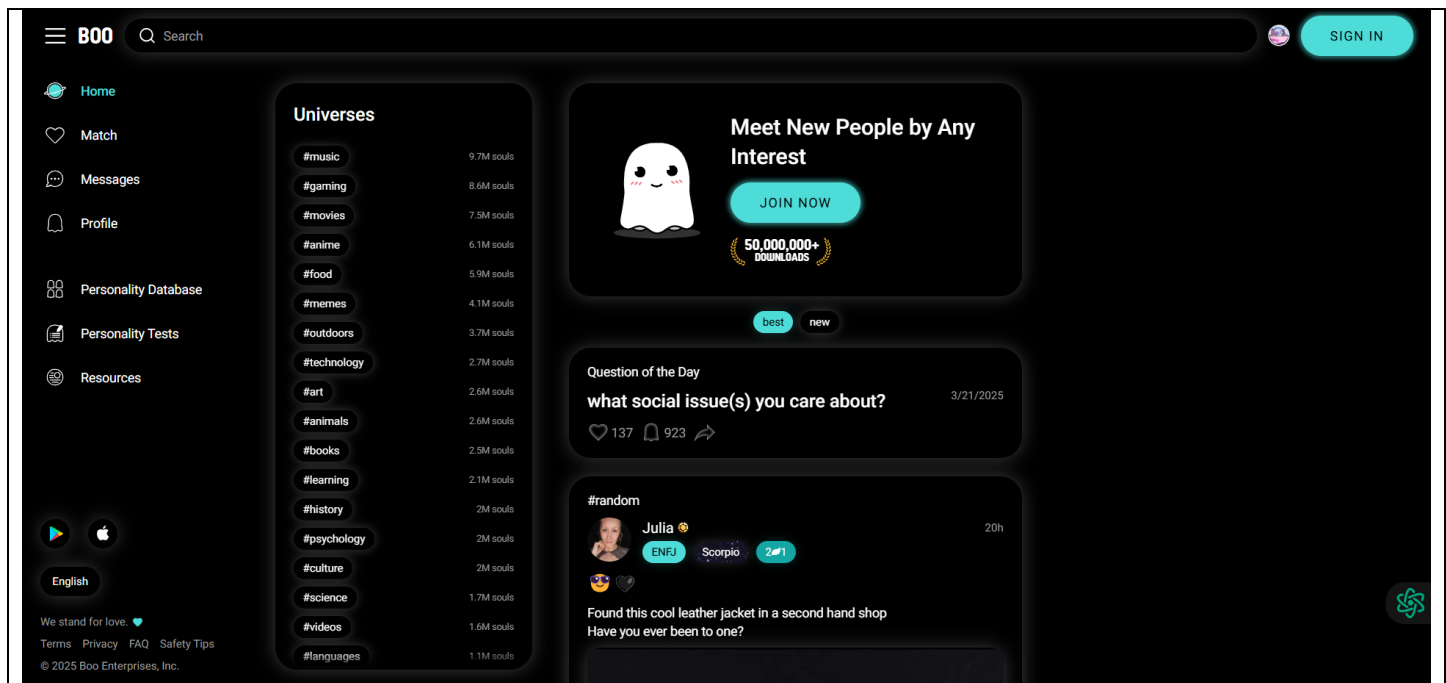 BOO
Search
SIGN IN
Home
Match
Messages
Profile
Personality Database
Personality Tests
Resources
English
We stand for love.
Terms Privacy FAQ Safety Tips
© 2025 Boo Enterprises, Inc.
Universes
#music 9.7M souls
#gaming 8.6M souls
#movies 7.5M souls
#anime 6.1M souls
#food 5.9M souls
#memes 4.1M souls
#outdoors 3.7M souls
#technology 2.7M souls
#art 2.6M souls
#animals 2.6M souls
#books 2.5M souls
#learning 2.1M souls
#history 2M souls
#psychology 2M souls
#culture 2M souls
#science 1.7M souls
#videos 1.6M souls
#languages 1.1M souls
Meet New People by Any
Interest
JOIN NOW
50,000,000+
DOWNLOADS
best new
Question of the Day
what social issue(s) you care about? 3/21/2025
137 923
#random
Julia 20h
ENFJ Scorpio 2 1
Found this cool leather jacket in a second hand shop
Have you ever been to one?